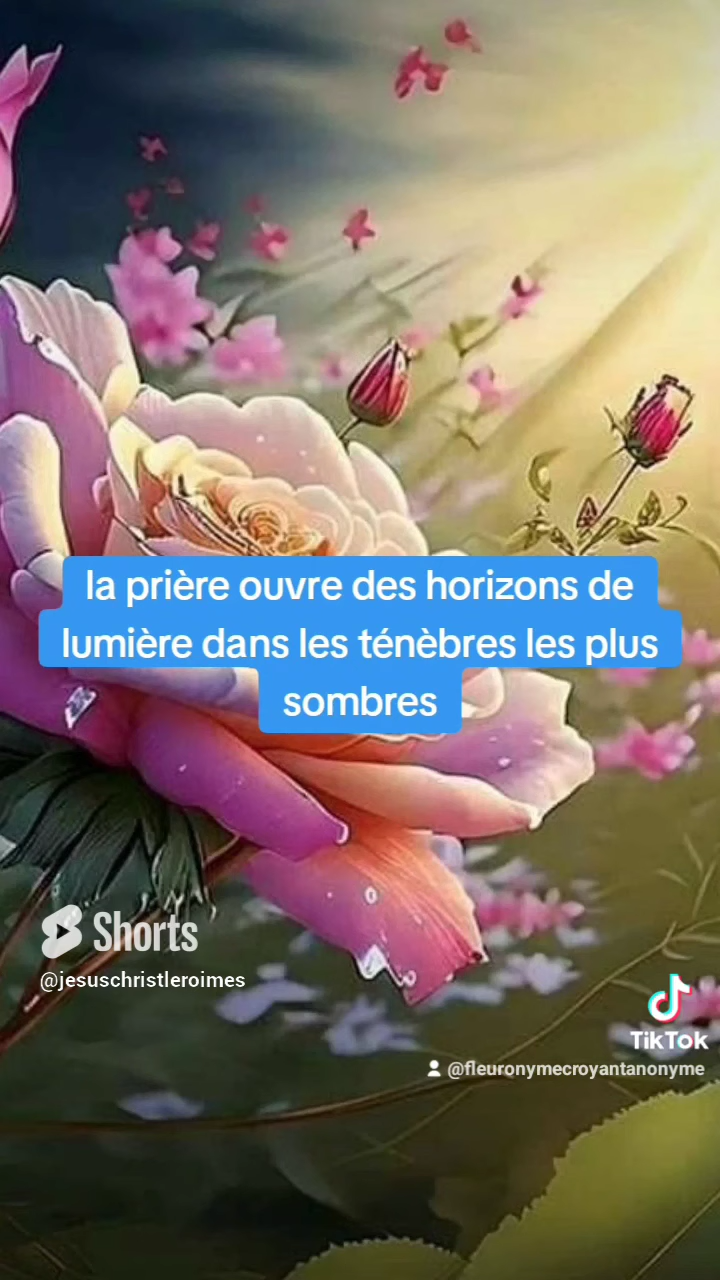 la prière ouvre des horizons de
lumière dans les ténèbres les plus
sombres
Shorts
@jesuschristleroimes
TikTok
@fleuronymecroyantanonyme